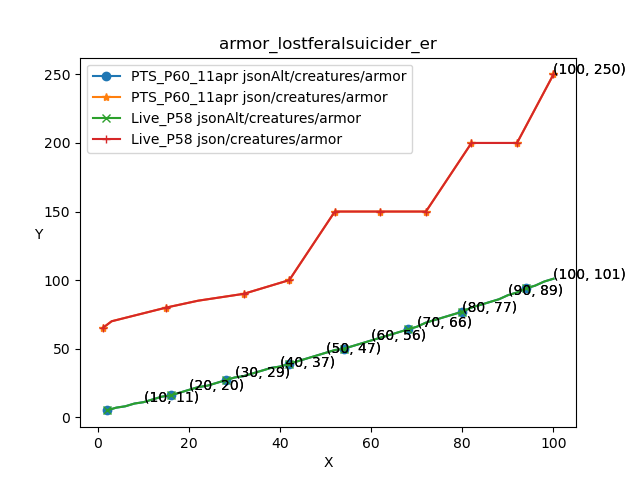 armor_lostferalsuicider_er
PTS_P60_11apr jsonAlt/creatures/armor
PTS_P60_11apr json/creatures/armor
Live_P58 jsonAlt/creatures/armor
Live_P58 json/creatures/armor
250
200
150
100
50
0
Y
(100, 250)
(100, 101)
(90, 89)
(80, 77)
(70, 66)
(60, 56)
(50, 47)
(40, 37)
(30, 29)
(20, 20)
(10, 11)
0 20 40 60 80 100
X